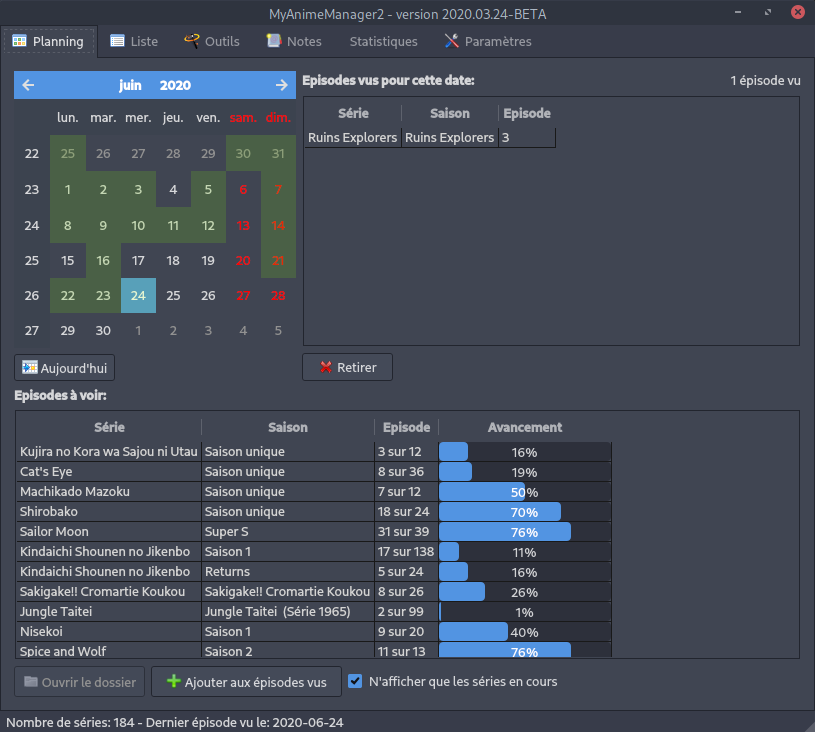 MyAnimeManager2 - version 2020.03.24-BETA
Planning Liste Outils Notes Statistiques Paramètres
juin 2020
lun. mar. mer. jeu. ven. sam. dim.
22 25 26 27 28 29 30 31
23 1 2 3 4 5 6 7
24 8 9 10 11 12 13 14
25 15 16 17 18 19 20 21
26 22 23 24 25 26 27 28
27 29 30 1 2 3 4 5
Aujourd'hui
Episodes vus pour cette date: 1 épisode vu
Série Saison Episode
Ruins Explorers Ruins Explorers 3
Retirer
Episodes à voir:
Série Saison Episode Avancement
Kujira no Kora wa Sajou ni Utau Saison unique 3 sur 12 16%
Cat's Eye Saison unique 8 sur 36 19%
Machikado Mazoku Saison unique 7 sur 12 50%
Shirobako Saison unique 18 sur 24 70%
Sailor Moon Super S 31 sur 39 76%
Kindaichi Shounen no Jikenbo Saison 1 17 sur 138 11%
Kindaichi Shounen no Jikenbo Returns 5 sur 24 16%
Sakigake!! Cromartie Koukou Sakigake!! Cromartie Koukou 8 sur 26 26%
Jungle Taitei Jungle Taitei (Série 1965) 2 sur 99 1%
Nisekoi Saison 1 9 sur 20 40%
Spice and Wolf Saison 2 11 sur 13 76%
Ouvrir le dossier Ajouter aux épisodes vus N'afficher que les séries en cours
Nombre de séries: 184 - Dernier épisode vu le: 2020-06-24